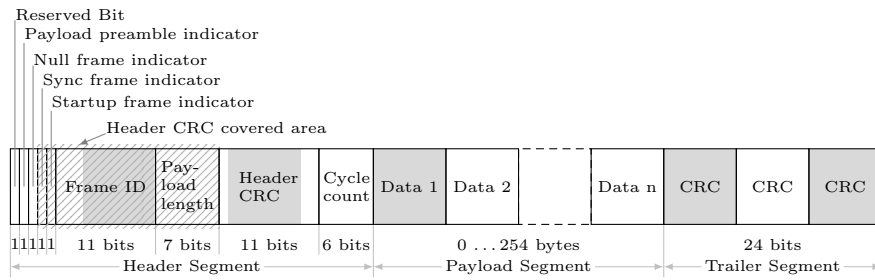 Reserved Bit
Payload preamble indicator
Null frame indicator
Sync frame indicator
Startup frame indicator
Header CRC covered area
Frame ID
Pay-
load
length
Header
CRC
Cycle
count
Data 1
Data 2
Data n
CRC
CRC
CRC
1 1 1 1 1
11 bits
7 bits
11 bits
6 bits
0 ... 254 bytes
24 bits
Header Segment
Payload Segment
Trailer Segment